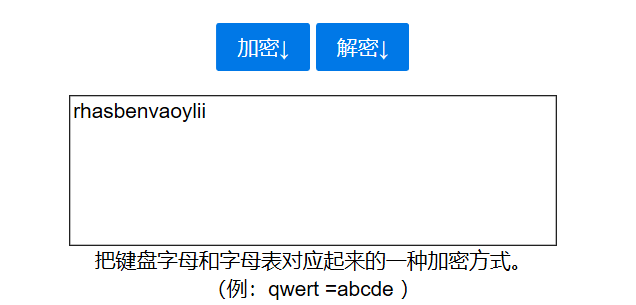 加密↓ 解密↓
rhasbenvaoylii
把键盘字母和字母表对应起来的一种加密方式。
（例：qwert =abcde ）